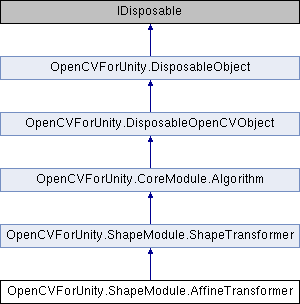 IDisposable
OpenCVForUnity.DisposableObject
OpenCVForUnity.DisposableOpenCVObject
OpenCVForUnity.CoreModule.Algorithm
OpenCVForUnity.ShapeModule.ShapeTransformer
OpenCVForUnity.ShapeModule.AffineTransformer